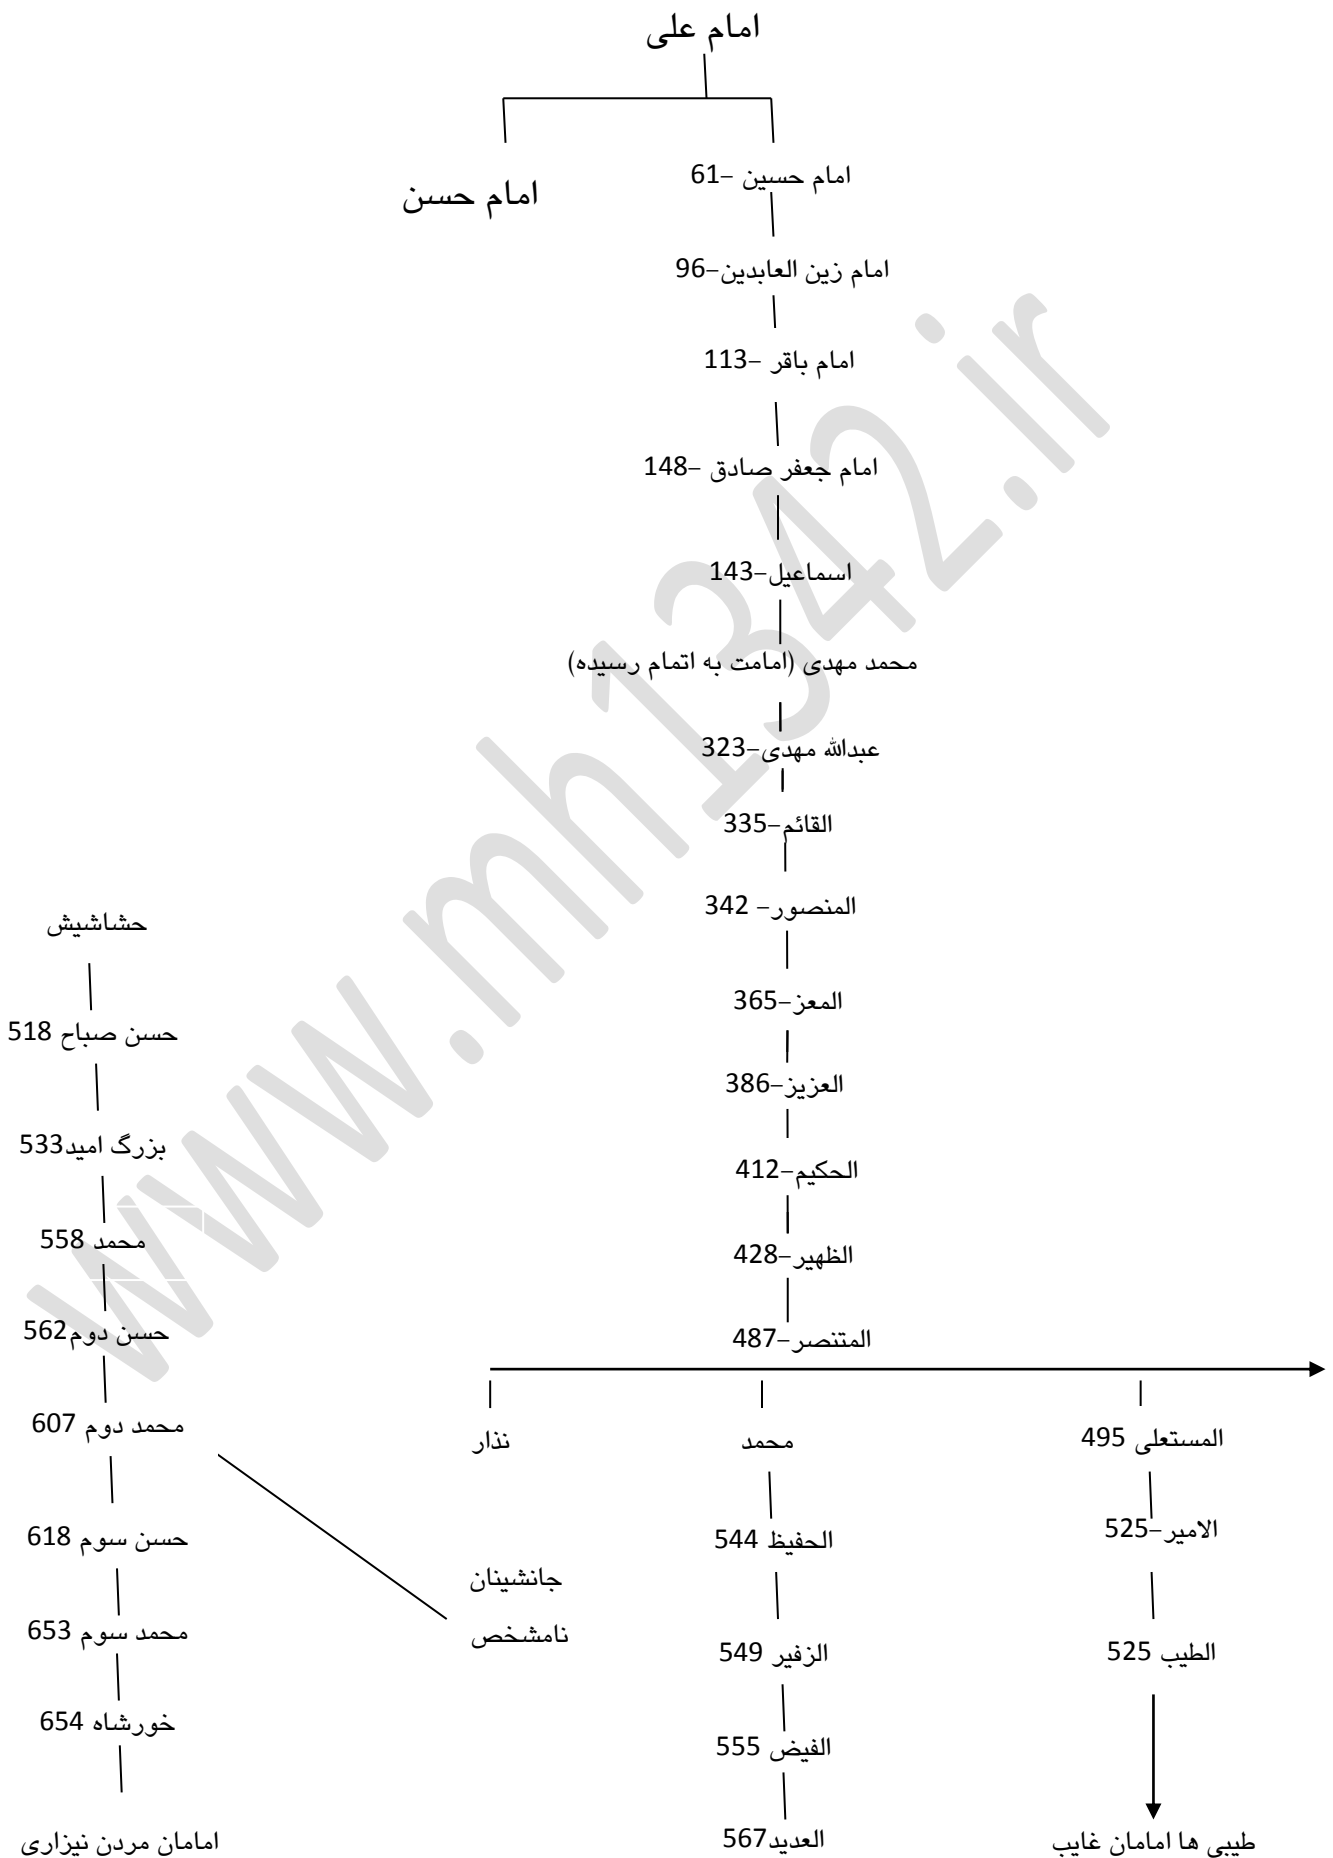 امام علی
امام حسین –61
امام حسن
امام زین العابدین–96
امام باقر –113
امام جعفر صادق –148
اسماعیل–143
محمد مهدی (امامت به اتمام رسیده)
عبدالله مهدی–323
القائم–335
المنصور– 342
المعز–365
العزیز–386
الحکیم–412
الظهیر–428
المتنصر–487
المستعلی 495
الامیر–525
الطیب 525
طیبی ها امامان غایب
محمد
الحفیظ 544
الزفیر 549
الفیض 555
العدید567
نذار
جانشینان
نامشخص
حشاشیش
حسن صباح 518
بزرگ امید533
محمد 558
حسن دوم562
محمد دوم 607
حسن سوم 618
محمد سوم 653
خورشاه 654
امامان مردن نیزاری
www.mh1342.ir